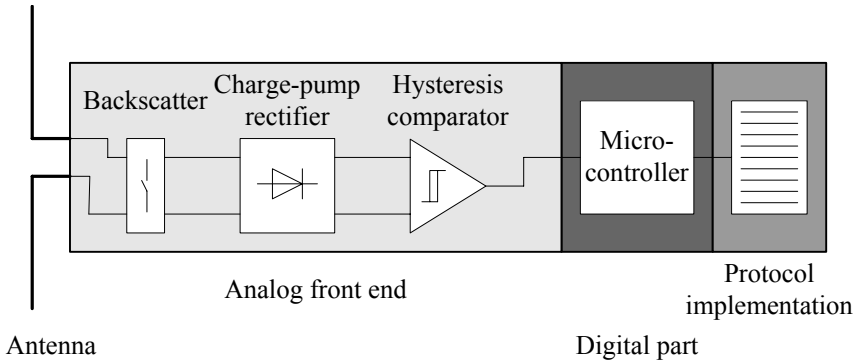 Backscatter
Charge-pump
rectifier
Hysteresis
comparator
Micro-
controller
Analog front end
Protocol
implementation
Antenna
Digital part